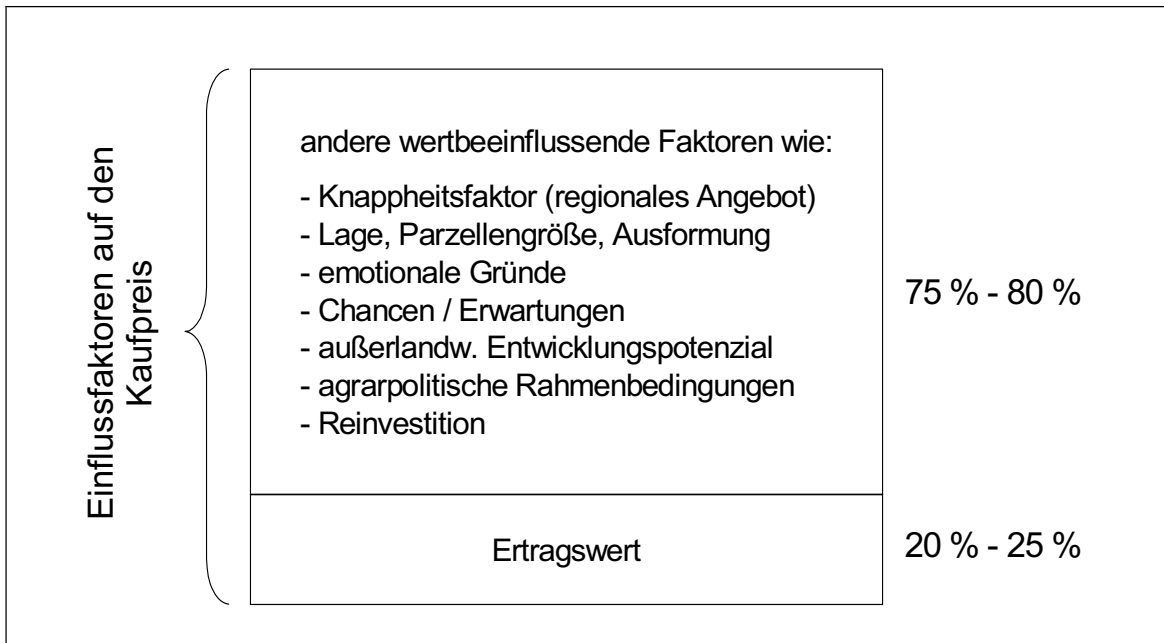 Einflussfaktoren auf den
Kaufpreis
andere wertbeeinflussende Faktoren wie:
- Knappheitsfaktor (regionales Angebot)
- Lage, Parzellengröße, Ausformung
- emotionale Gründe
- Chancen / Erwartungen
- außerlandw. Entwicklungspotenzial
- agrarpolitische Rahmenbedingungen
- Reinvestition
75 % - 80 %
Ertragswert
20 % - 25 %